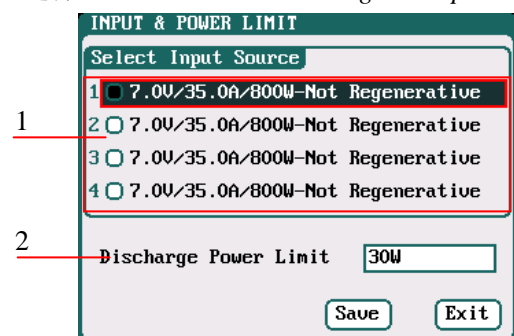 INPUT & POWER LIMIT
Select Input Source
1 7.0V/35.0A/800W-Not Regenerative
1
2 7.0V/35.0A/800W-Not Regenerative
3 7.0V/35.0A/800W-Not Regenerative
4 7.0V/35.0A/800W-Not Regenerative
2
Discharge Power Limit 30W
Save Exit